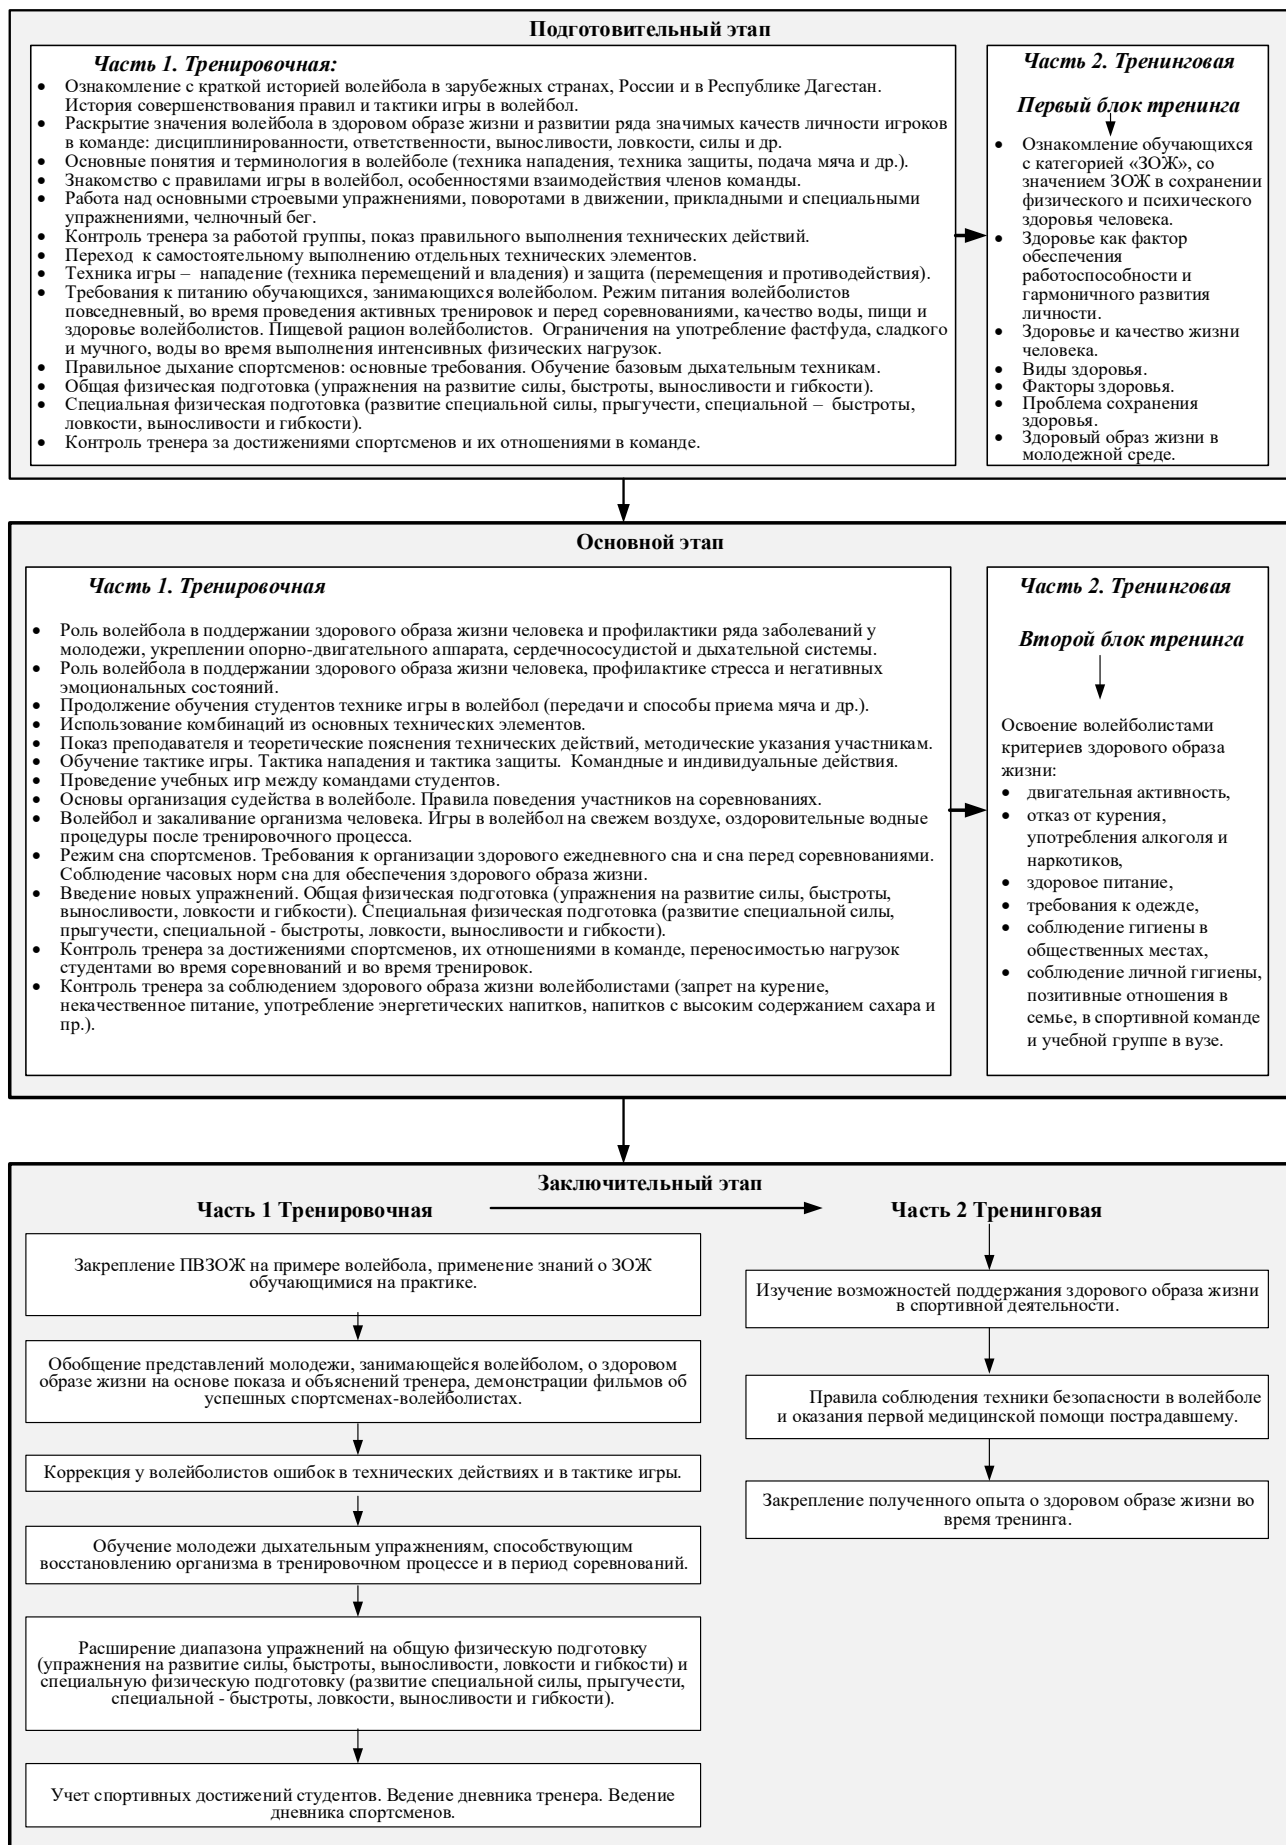 Подготовительный этап
Часть 1. Тренировочная:
• Ознакомление с краткой историей волейбола в зарубежных странах, России и в Республике Дагестан.
История совершенствования правил и тактики игры в волейбол.
• Раскрытие значения волейбола в здоровом образе жизни и развитии ряда значимых качеств личности игроков
в команде: дисциплинированности, ответственности, выносливости, ловкости, силы и др.
• Основные понятия и терминология в волейболе (техника нападения, техника защиты, подача мяча и др.).
• Знакомство с правилами игры в волейбол, особенностями взаимодействия членов команды.
• Работа над основными строевыми упражнениями, поворотами в движении, прикладными и специальными
упражнениями, челночный бег.
• Контроль тренера за работой группы, показ правильного выполнения технических действий.
• Переход к самостоятельному выполнению отдельных технических элементов.
• Техника игры – нападение (техника перемещений и владения) и защита (перемещения и противодействия).
• Требования к питанию обучающихся, занимающихся волейболом. Режим питания волейболистов
повседневный, во время проведения активных тренировок и перед соревнованиями, качество воды, пищи и
здоровье волейболистов. Пищевой рацион волейболистов. Ограничения на употребление фастфуда, сладкого
и мучного, воды во время выполнения интенсивных физических нагрузок.
• Правильное дыхание спортсменов: основные требования. Обучение базовым дыхательным техникам.
• Общая физическая подготовка (упражнения на развитие силы, быстроты, выносливости и гибкости).
• Специальная физическая подготовка (развитие специальной силы, прыгучести, специальной – быстроты,
ловкости, выносливости и гибкости).
• Контроль тренера за достижениями спортсменов и их отношениями в команде.
Часть 2. Тренинговая
Первый блок тренинга
• Ознакомление обучающихся
с категорией «ЗОЖ», со
значением ЗОЖ в сохранении
физического и психического
здоровья человека.
• Здоровье как фактор
обеспечения
работоспособности и
гармоничного развития
личности.
• Здоровье и качество жизни
человека.
• Виды здоровья.
• Факторы здоровья.
• Проблема сохранения
здоровья.
• Здоровый образ жизни в
молодежной среде.
Основной этап
Часть 1. Тренировочная
• Роль волейбола в поддержании здорового образа жизни человека и профилактики ряда заболеваний у
молодежи, укреплении опорно-двигательного аппарата, сердечнососудистой и дыхательной системы.
• Роль волейбола в поддержании здорового образа жизни человека, профилактике стресса и негативных
эмоциональных состояний.
• Продолжение обучения студентов технике игры в волейбол (передачи и способы приема мяча и др.).
• Использование комбинаций из основных технических элементов.
• Показ преподавателя и теоретические пояснения технических действий, методические указания участникам.
• Обучение тактике игры. Тактика нападения и тактика защиты. Командные и индивидуальные действия.
• Проведение учебных игр между командами студентов.
• Основы организация судейства в волейболе. Правила поведения участников на соревнованиях.
• Волейбол и закаливание организма человека. Игры в волейбол на свежем воздухе, оздоровительные водные
процедуры после тренировочного процесса.
• Режим сна спортсменов. Требования к организации здорового ежедневного сна и сна перед соревнованиями.
Соблюдение часовых норм сна для обеспечения здорового образа жизни.
• Введение новых упражнений. Общая физическая подготовка (упражнения на развитие силы, быстроты,
выносливости, ловкости и гибкости). Специальная физическая подготовка (развитие специальной силы,
прыгучести, специальной - быстроты, ловкости, выносливости и гибкости).
• Контроль тренера за достижениями спортсменов, их отношениями в команде, переносимостью нагрузок
студентами во время соревнований и во время тренировок.
• Контроль тренера за соблюдением здорового образа жизни волейболистами (запрет на курение,
некачественное питание, употребление энергетических напитков, напитков с высоким содержанием сахара и
пр.).
Часть 2. Тренинговая
Второй блок тренинга
Освоение волейболистами
критериев здорового образа
жизни:
• двигательная активность,
• отказ от курения,
употребления алкоголя и
наркотиков,
• здоровое питание,
• требования к одежде,
• соблюдение гигиены в
общественных местах,
• соблюдение личной гигиены,
позитивные отношения в
семье, в спортивной команде
и учебной группе в вузе.
Заключительный этап
Часть 1 Тренировочная
Закрепление ПВЗОЖ на примере волейбола, применение знаний о ЗОЖ
обучающимися на практике.
Обобщение представлений молодежи, занимающейся волейболом, о здоровом
образе жизни на основе показа и объяснений тренера, демонстрации фильмов об
успешных спортсменах-волейболистах.
Коррекция у волейболистов ошибок в технических действиях и в тактике игры.
Обучение молодежи дыхательным упражнениям, способствующим
восстановлению организма в тренировочном процессе и в период соревнований.
Расширение диапазона упражнений на общую физическую подготовку
(упражнения на развитие силы, быстроты, выносливости, ловкости и гибкости) и
специальную физическую подготовку (развитие специальной силы, прыгучести,
специальной - быстроты, ловкости, выносливости и гибкости).
Учет спортивных достижений студентов. Ведение дневника тренера. Ведение
дневника спортсменов.
Часть 2 Тренинговая
Изучение возможностей поддержания здорового образа жизни
в спортивной деятельности.
Правила соблюдения техники безопасности в волейболе
и оказания первой медицинской помощи пострадавшему.
Закрепление полученного опыта о здоровом образе жизни во
время тренинга.